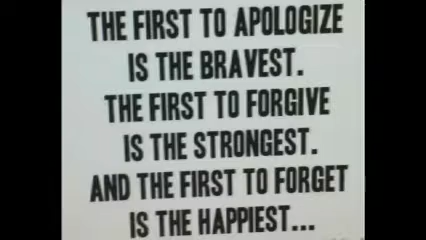 THE FIRST TO APOLOGIZE
IS THE BRAVEST.
THE FIRST TO FORGIVE
IS THE STRONGEST.
AND THE FIRST TO FORGET
IS THE HAPPIEST...